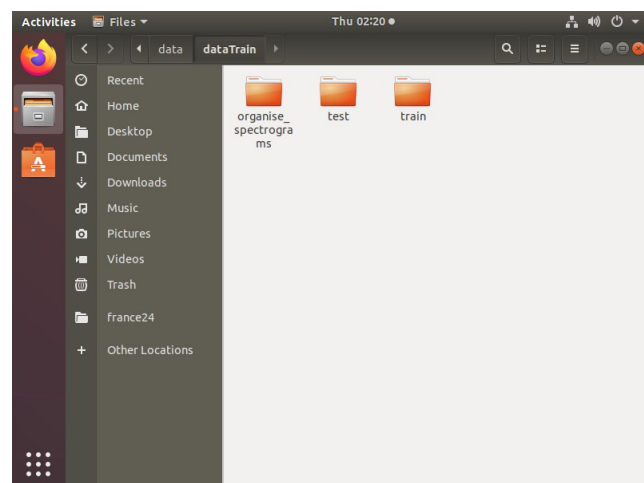 Activities Files Thu 02:20
data dataTrain
Recent
Home
Desktop
Documents
Downloads
Music
Pictures
Videos
Trash
france24
Other Locations
organise_
spectrogra
ms
test
train